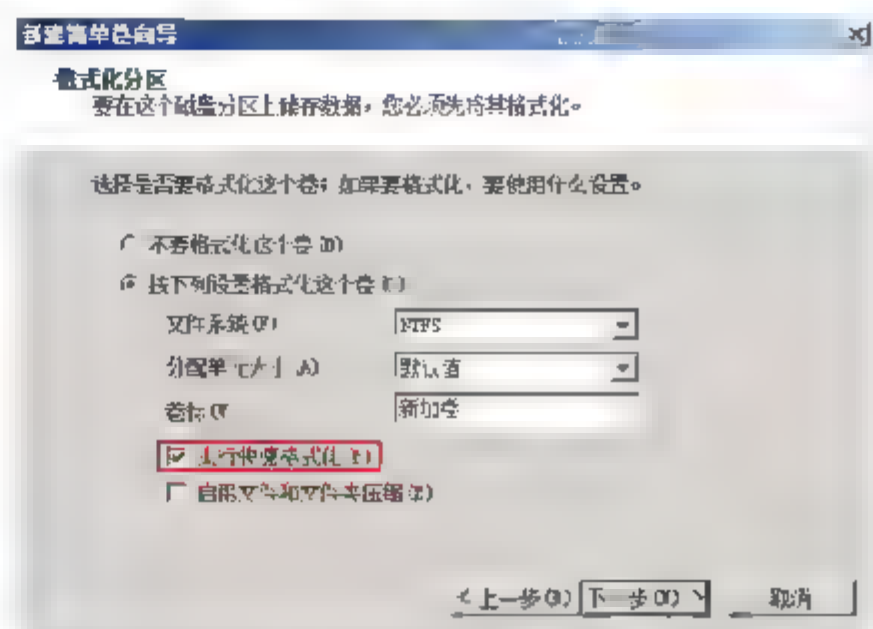 新建简单卷向导
格式化分区
要在这个磁盘分区上储存数据，您必须先将其格式化。
选择是否要格式化这个卷；如果要格式化，要使用什么设置。
不要格式化这个卷(D)
按下列设置格式化这个卷(O)
文件系统(F) NTFS
分配单元大小(A) 默认值
卷标(V) 新加卷
执行快速格式化(P)
启用文件和文件夹压缩(E)
< 上一步(B) 下一步(N) > 取消